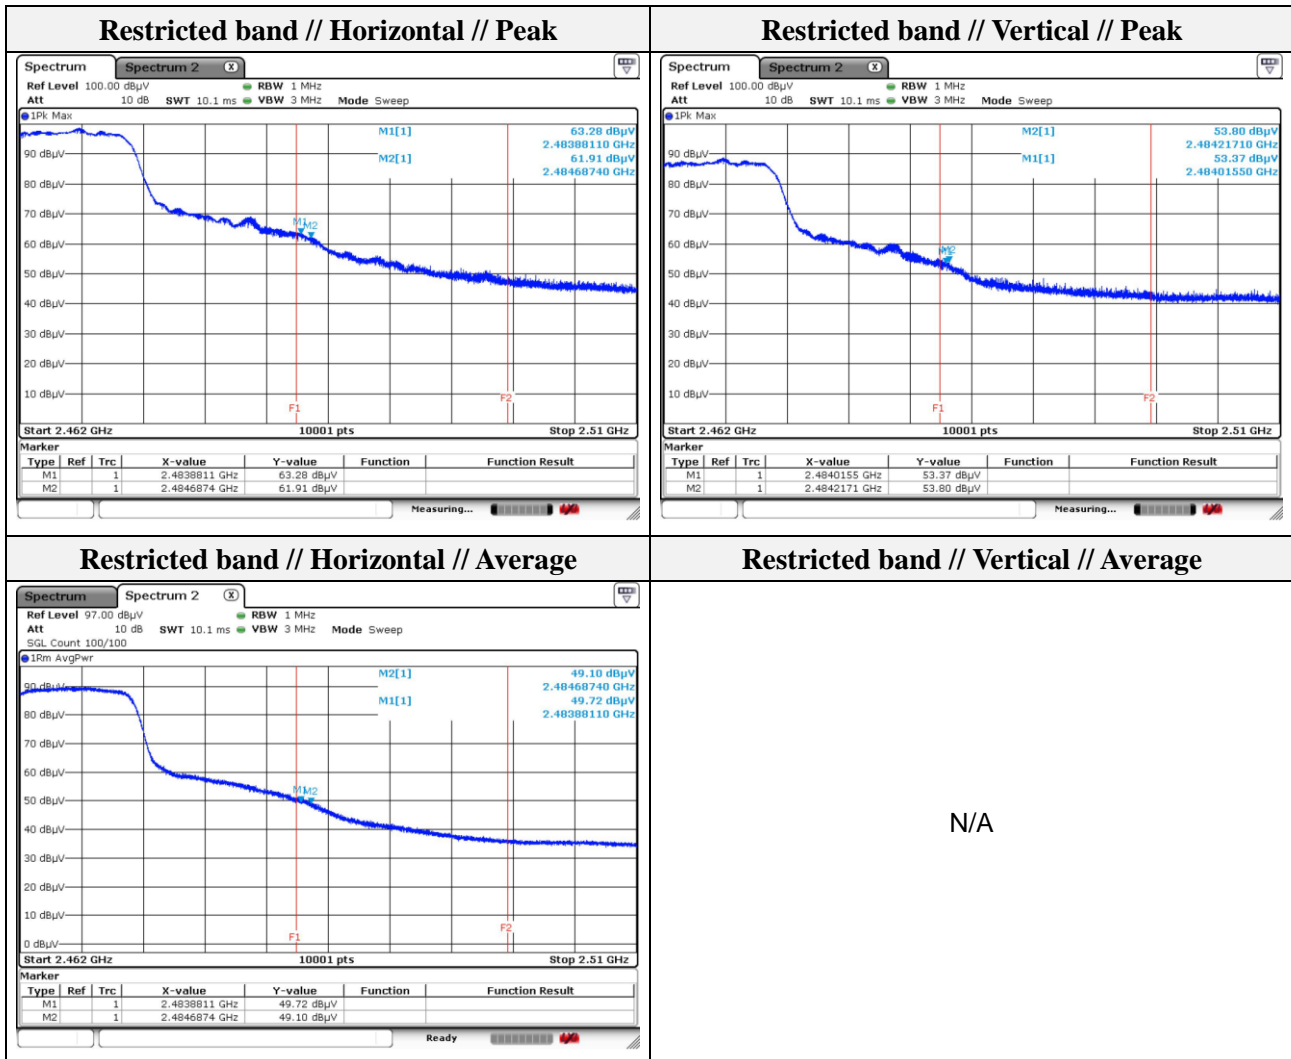 Restricted band // Horizontal // Peak
Spectrum Spectrum 2 X
Ref Level 100.00 dBµV RBW 1 MHz
Att 10 dB SWT 10.1 ms VBW 3 MHz Mode Sweep
1Pk Max
M1[1] 63.28 dBµV
2.48388110 GHz
M2[1] 61.91 dBµV
2.48468740 GHz
90 dBµV
80 dBµV
70 dBµV
M1 M2
60 dBµV
50 dBµV
40 dBµV
30 dBµV
20 dBµV
10 dBµV
F1 F2
Start 2.462 GHz 10001 pts Stop 2.51 GHz
Marker
Type Ref Trc X-value Y-value Function Function Result
M1 1 2.4838811 GHz 63.28 dBµV
M2 1 2.4846874 GHz 61.91 dBµV
Measuring...
Restricted band // Vertical // Peak
Spectrum Spectrum 2 X
Ref Level 100.00 dBµV RBW 1 MHz
Att 10 dB SWT 10.1 ms VBW 3 MHz Mode Sweep
1Pk Max
M2[1] 53.80 dBµV
2.48421710 GHz
M1[1] 53.37 dBµV
2.48401550 GHz
90 dBµV
80 dBµV
70 dBµV
60 dBµV
M2
50 dBµV
40 dBµV
30 dBµV
20 dBµV
10 dBµV
F1 F2
Start 2.462 GHz 10001 pts Stop 2.51 GHz
Marker
Type Ref Trc X-value Y-value Function Function Result
M1 1 2.4840155 GHz 53.37 dBµV
M2 1 2.4842171 GHz 53.80 dBµV
Measuring...
Restricted band // Horizontal // Average
Spectrum Spectrum 2 X
Ref Level 97.00 dBµV RBW 1 MHz
Att 10 dB SWT 10.1 ms VBW 3 MHz Mode Sweep
SGL Count 100/100
1Rm AvgPwr
M2[1] 49.10 dBµV
2.48468740 GHz
M1[1] 49.72 dBµV
2.48388110 GHz
90 dBµV
80 dBµV
70 dBµV
60 dBµV
M1 M2
50 dBµV
40 dBµV
30 dBµV
20 dBµV
10 dBµV
F1 F2
0 dBµV
Start 2.462 GHz 10001 pts Stop 2.51 GHz
Marker
Type Ref Trc X-value Y-value Function Function Result
M1 1 2.4838811 GHz 49.72 dBµV
M2 1 2.4846874 GHz 49.10 dBµV
Ready
Restricted band // Vertical // Average
N/A